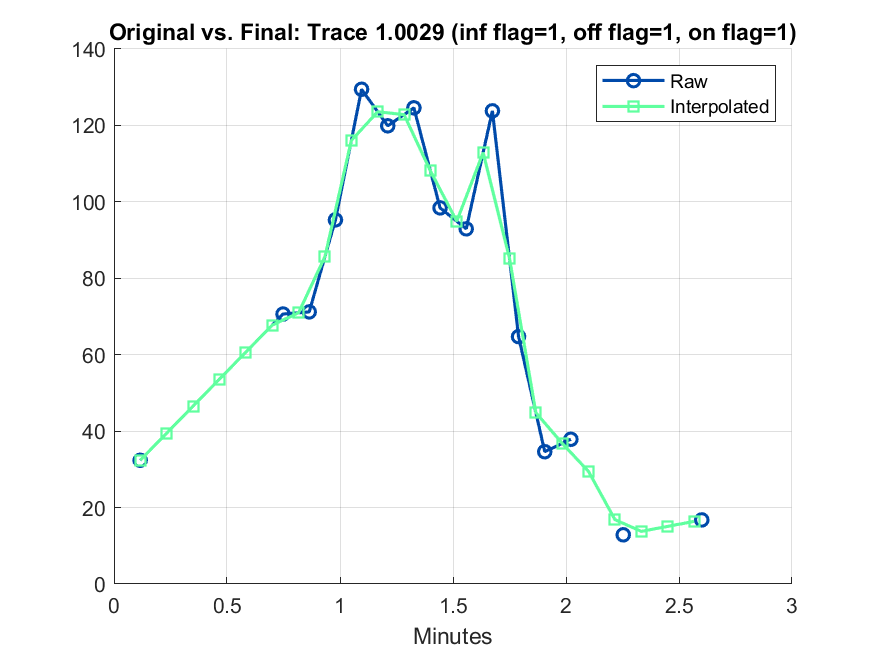 Original vs. Final: Trace 1.0029 (inf flag=1, off flag=1, on flag=1)
140
120
100
80
60
40
20
0
Raw
Interpolated
0 0.5 1 1.5 2 2.5 3
Minutes